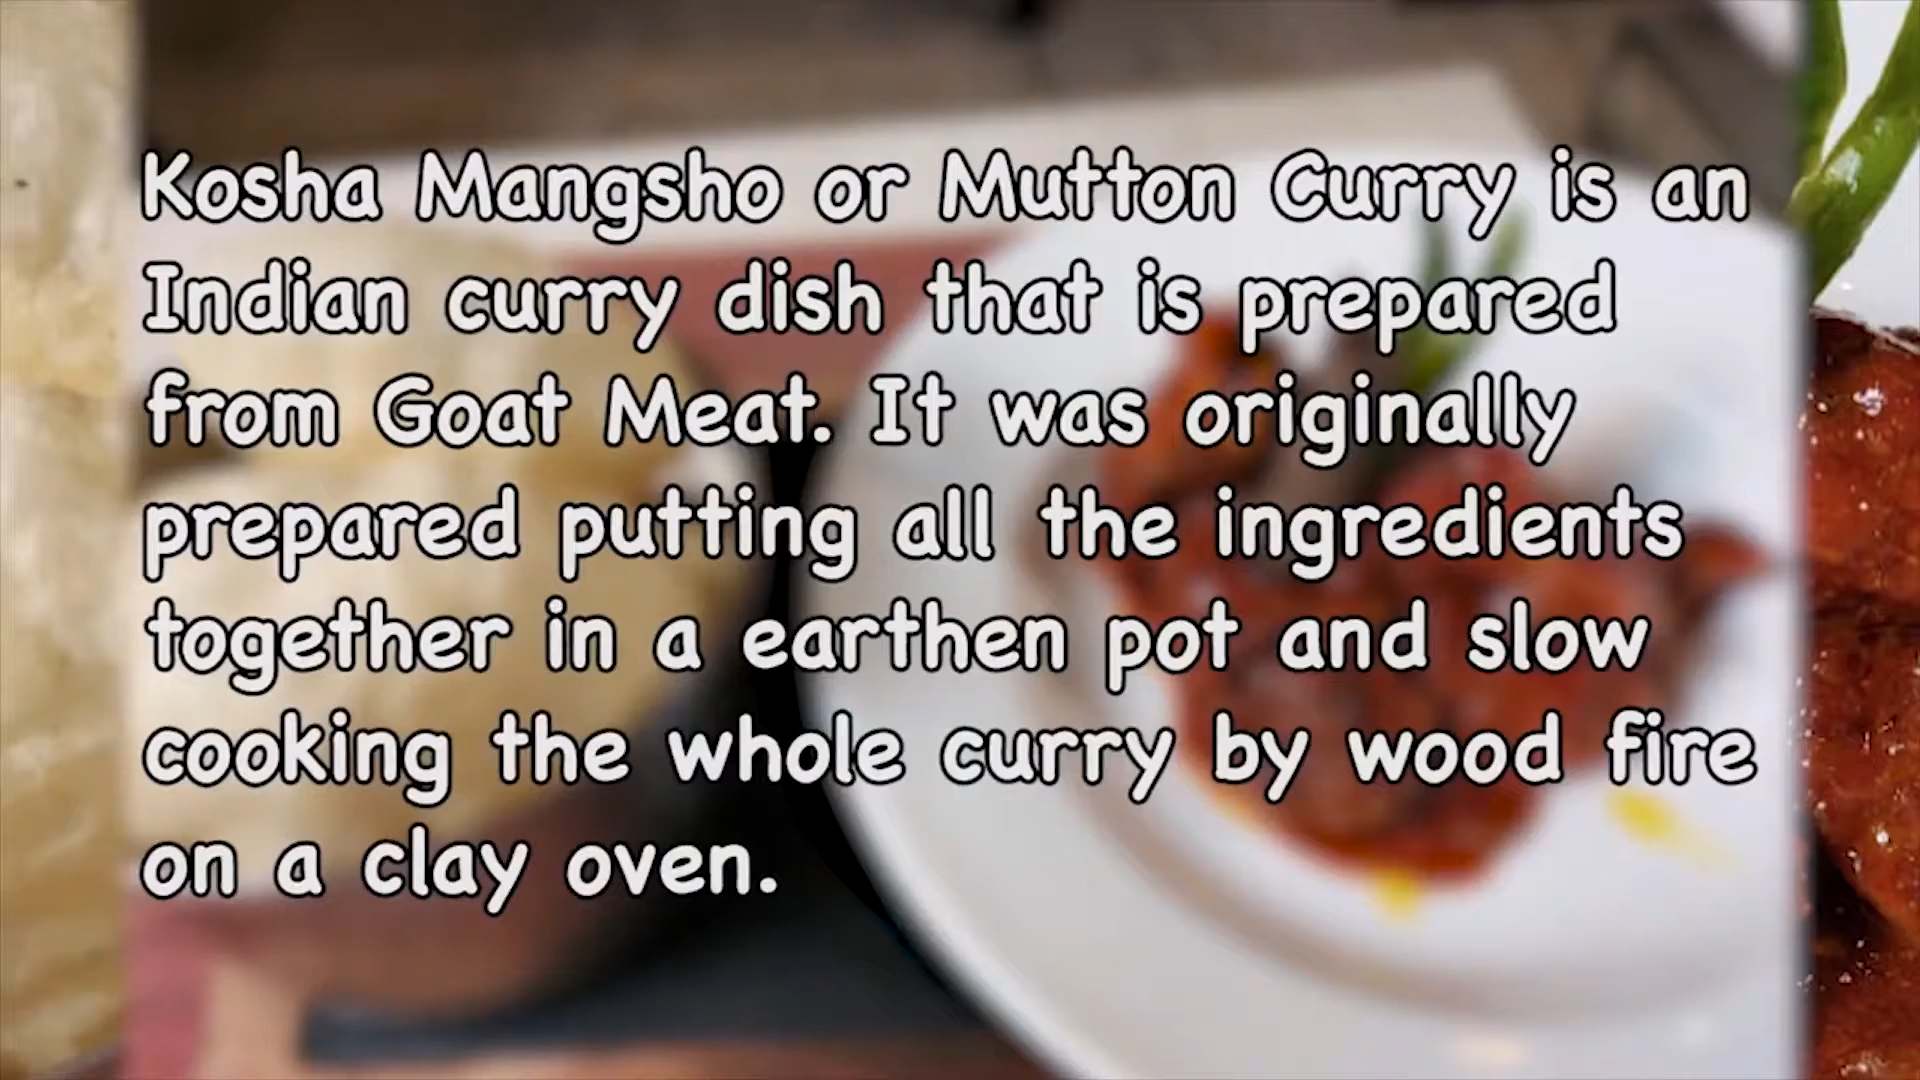 Kosha Mangsho or Mutton Curry is an
Indian curry dish that is prepared
from Goat Meat. It was originally
prepared putting all the ingredients
together in a earthen pot and slow
cooking the whole curry by wood fire
on a clay oven.